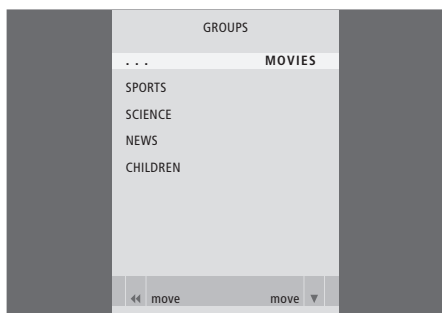 GROUPS
. . . MOVIES
SPORTS
SCIENCE
NEWS
CHILDREN
move move